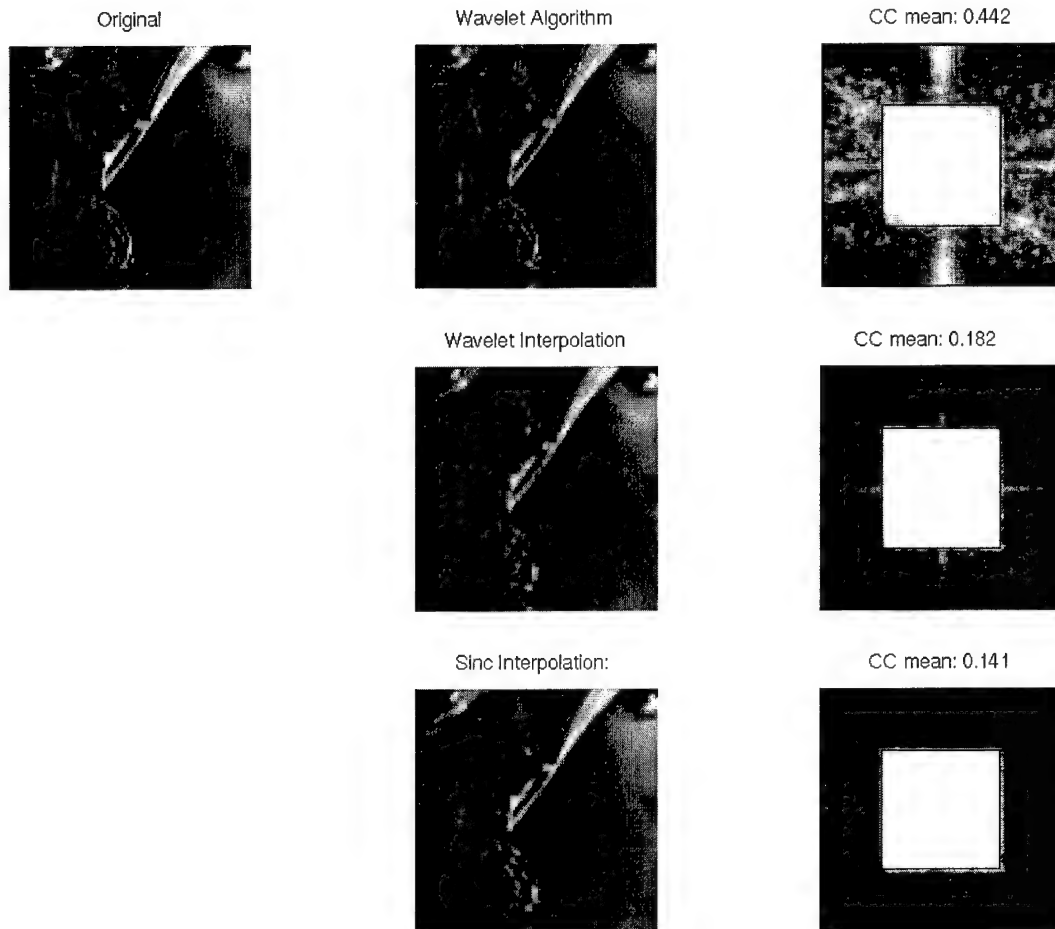 Original
Wavelet Algorithm
CC mean: 0.442
Wavelet Interpolation
CC mean: 0.182
Sinc Interpolation:
CC mean: 0.141